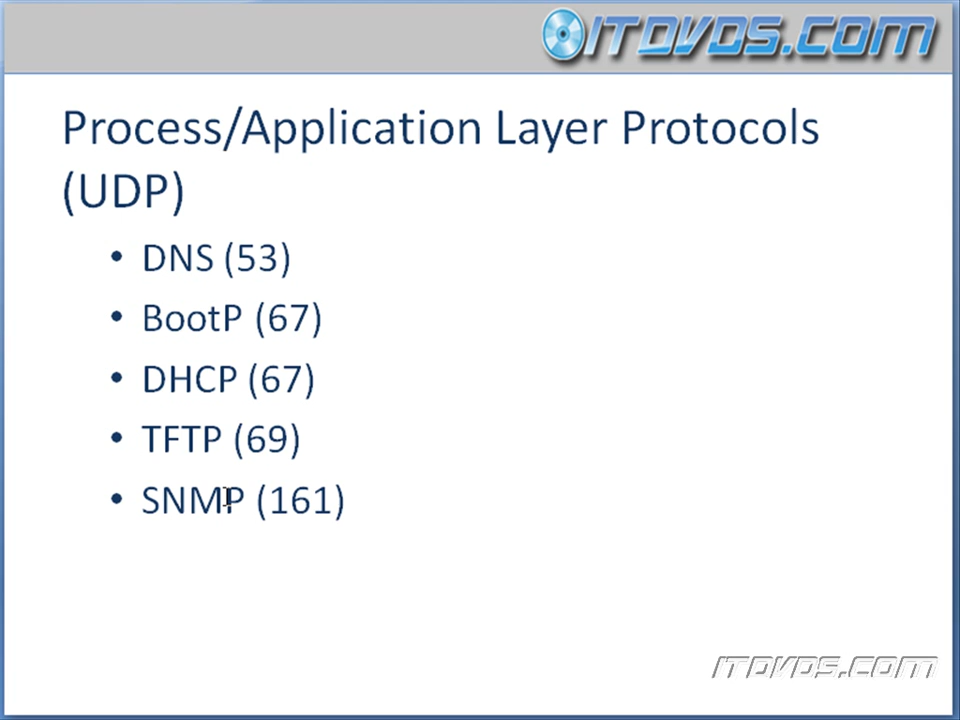 ITDVDS.com
Process/Application Layer Protocols
(UDP)
• DNS (53)
• BootP (67)
• DHCP (67)
• TFTP (69)
• SNMP (161)
ITDVDS.com